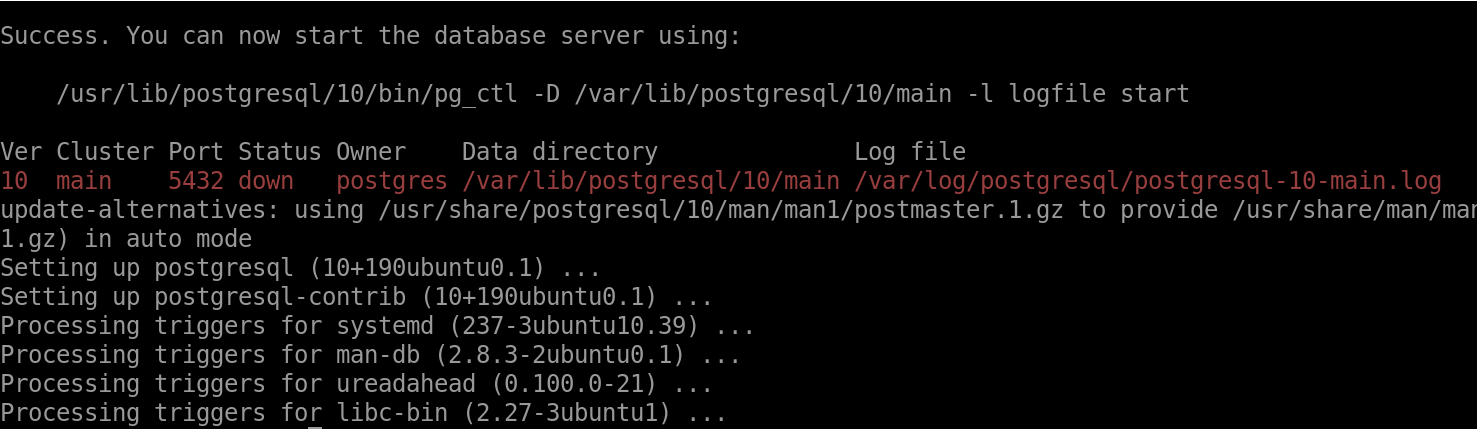 Success. You can now start the database server using:
/usr/lib/postgresql/10/bin/pg_ctl -D /var/lib/postgresql/10/main -l logfile start
Ver Cluster Port Status Owner    Data directory              Log file
10  main    5432 down   postgres /var/lib/postgresql/10/main /var/log/postgresql/postgresql-10-main.log
update-alternatives: using /usr/share/postgresql/10/man/man1/postmaster.1.gz to provide /usr/share/man/man
1.gz) in auto mode
Setting up postgresql (10+190ubuntu0.1) ...
Setting up postgresql-contrib (10+190ubuntu0.1) ...
Processing triggers for systemd (237-3ubuntu10.39) ...
Processing triggers for man-db (2.8.3-2ubuntu0.1) ...
Processing triggers for ureadahead (0.100.0-21) ...
Processing triggers for libc-bin (2.27-3ubuntu1) ...